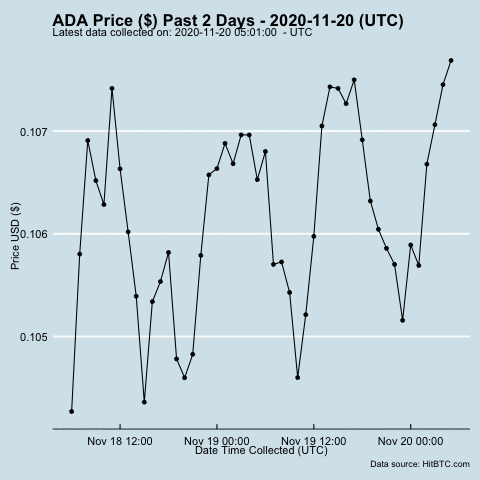 ADA Price ($) Past 2 Days - 2020-11-20 (UTC)
Latest data collected on: 2020-11-20 05:01:00 - UTC
Price USD ($)
0.107
0.106
0.105
Nov 18 12:00 Nov 19 00:00 Nov 19 12:00 Nov 20 00:00
Date Time Collected (UTC)
Data source: HitBTC.com